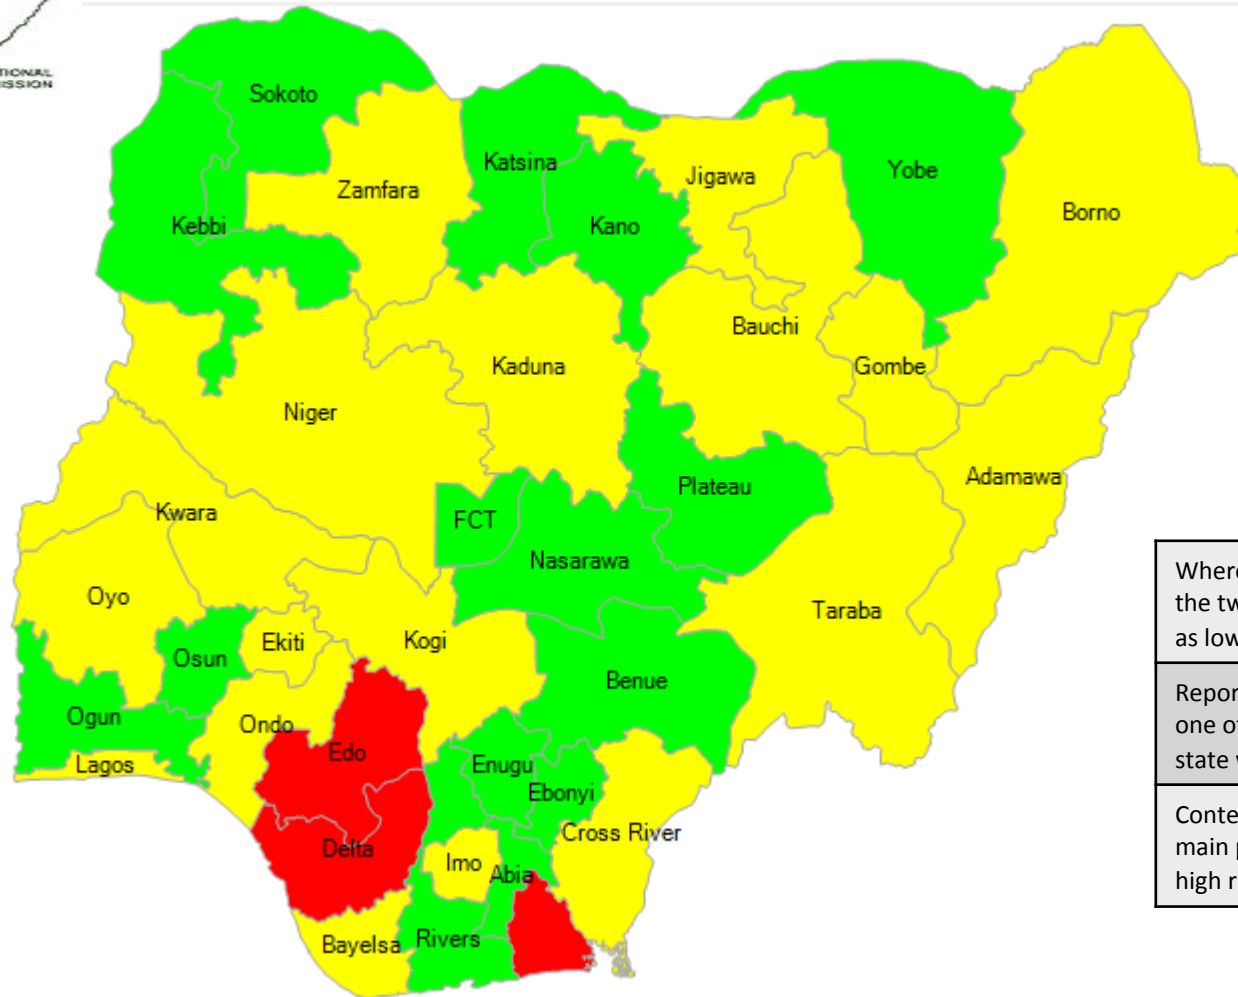 TIONAL
ISSION
Sokoto
Katsina
Zamfara
Jigawa
Yobe
Borno
Kebbi
Kano
Bauchi
Kaduna
Gombe
Niger
Adamawa
Plateau
Kwara
FCT
Nasarawa
Oyo
Taraba
Kogi
Ekiti
Osun
Benue
Ogun
Ondo
Edo
Lagos
Enugu
Ebonyi
Cross River
Delta
Imo
Abia
Bayelsa
Rivers
Where
the tw
as low
Repor
one o
state v
Conte
main p
high r